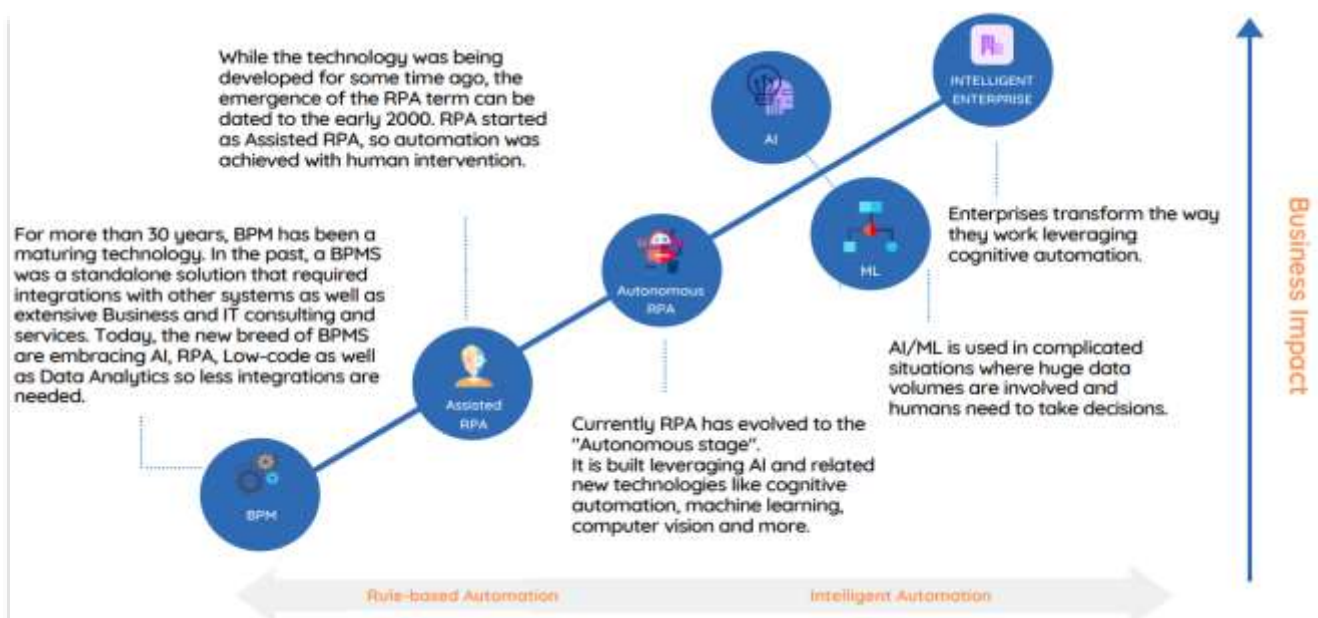 While the technology was being
developed for some time ago, the
emergence of the RPA term can be
dated to the early 2000. RPA started
as Assisted RPA, so automation was
achieved with human intervention.
For more than 30 years, BPM has been a
maturing technology. In the past, a BPMS
was a standalone solution that required
integrations with other systems as well as
extensive Business and IT consulting and
services. Today, the new breed of BPMS
are embracing AI, RPA, Low-code as well
as Data Analytics so less integrations are
needed.
BPM
Assisted
RPA
Autonomous
RPA
Currently RPA has evolved to the
"Autonomous stage".
It is built leveraging AI and related
new technologies like cognitive
automation, machine learning,
computer vision and more.
AI
ML
AI/ML is used in complicated
situations where huge data
volumes are involved and
humans need to take decisions.
INTELLIGENT
ENTERPRISE
Enterprises transform the way
they work leveraging
cognitive automation.
Business Impact
Rule-based Automation
Intelligent Automation